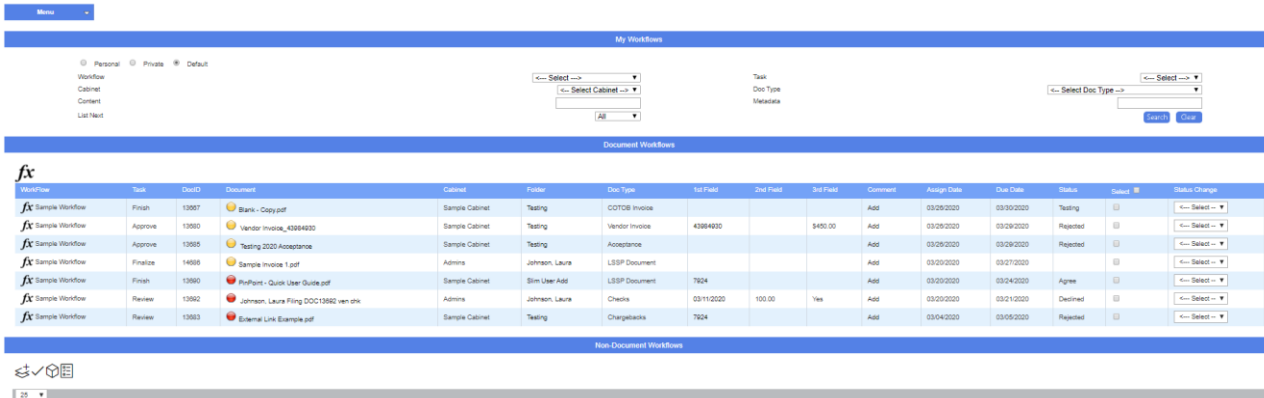 Menu
My Workflows
Personal Private Default
Workflow <--- Select ---> Task <--- Select --->
Cabinet <-- Select Cabinet --> Doc Type <-- Select Doc Type -->
Content Metadata
List Next All Search Clear
Document Workflows
fx
WorkFlow Task DocID Document Cabinet Folder Doc Type 1st Field 2nd Field 3rd Field Comment Assign Date Due Date Status Select Status Change
fx Sample Workflow Finish 13667 Blank - Copy.pdf Sample Cabinet Testing COTOB Invoice Add 03/26/2020 03/30/2020 Testing <--- Select --
fx Sample Workflow Approve 13680 Vendor Invoice_43984930 Sample Cabinet Testing Vendor Invoice 43984930 $450.00 Add 03/26/2020 03/29/2020 Rejected <--- Select --
fx Sample Workflow Approve 13685 Testing 2020 Acceptance Sample Cabinet Testing Acceptance Add 03/26/2020 03/29/2020 Rejected <--- Select --
fx Sample Workflow Finalize 14686 Sample Invoice 1.pdf Admins Johnson, Laura LSSP Document Add 03/20/2020 03/27/2020 <--- Select --
fx Sample Workflow Finish 13690 PinPoint - Quick User Guide.pdf Sample Cabinet Slim User Add LSSP Document 7924 Add 03/20/2020 03/24/2020 Agree <--- Select --
fx Sample Workflow Review 13692 Johnson, Laura Filing DOC13692 ven chk Admins Johnson, Laura Checks 03/11/2020 100.00 Yes Add 03/20/2020 03/21/2020 Declined <--- Select --
fx Sample Workflow Review 13683 External Link Example.pdf Sample Cabinet Testing Chargebacks 7924 Add 03/04/2020 03/05/2020 Rejected <--- Select --
Non-Document Workflows
25